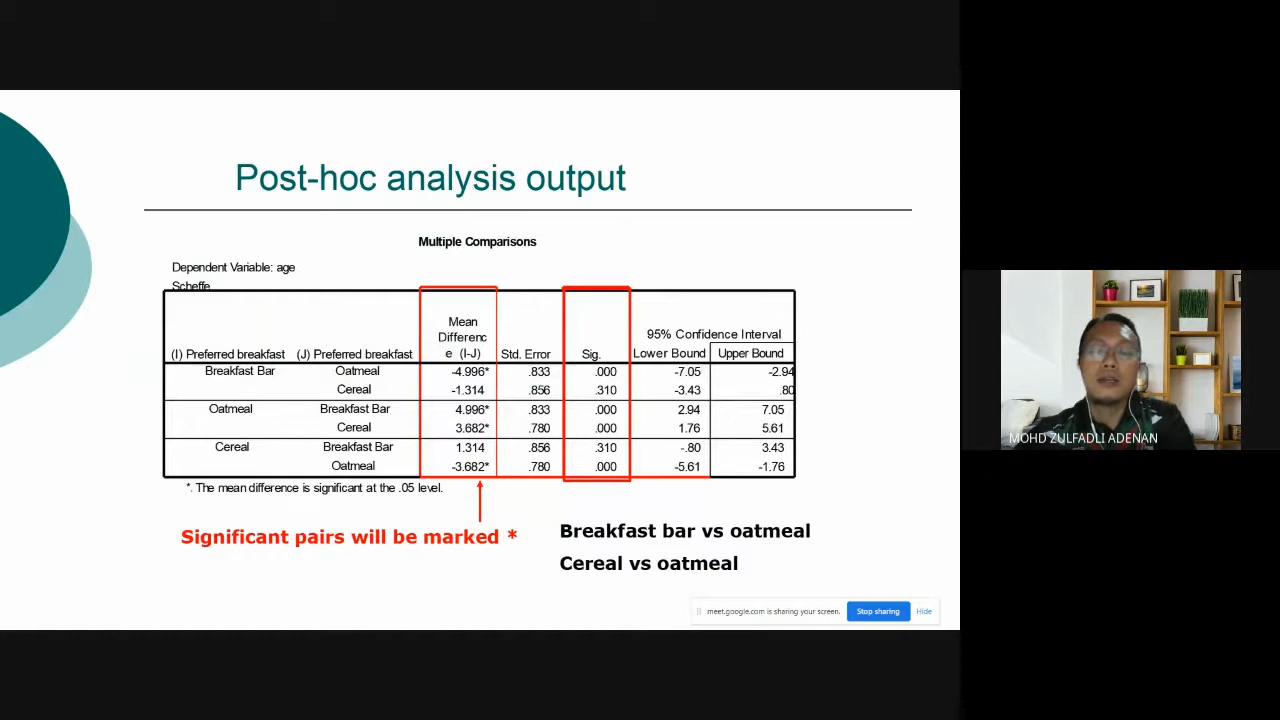 Post-hoc analysis output
Multiple Comparisons
Dependent Variable: age
Scheffe
Mean
Differenc
95% Confidence Interval
(I) Preferred breakfast (J) Preferred breakfast e (I-J) Std. Error Sig. Lower Bound Upper Bound
Breakfast Bar Oatmeal -4.996* .833 .000 -7.05 -2.94
Cereal -1.314 .856 .310 -3.43 .80
Oatmeal Breakfast Bar 4.996* .833 .000 2.94 7.05
Cereal 3.682* .780 .000 1.76 5.61
Cereal Breakfast Bar 1.314 .856 .310 -.80 3.43
Oatmeal -3.682* .780 .000 -5.61 -1.76
*. The mean difference is significant at the .05 level.
Significant pairs will be marked *
Breakfast bar vs oatmeal
Cereal vs oatmeal
meet.google.com is sharing your screen. Stop sharing Hide
MOHD ZULFADLI ADENAN